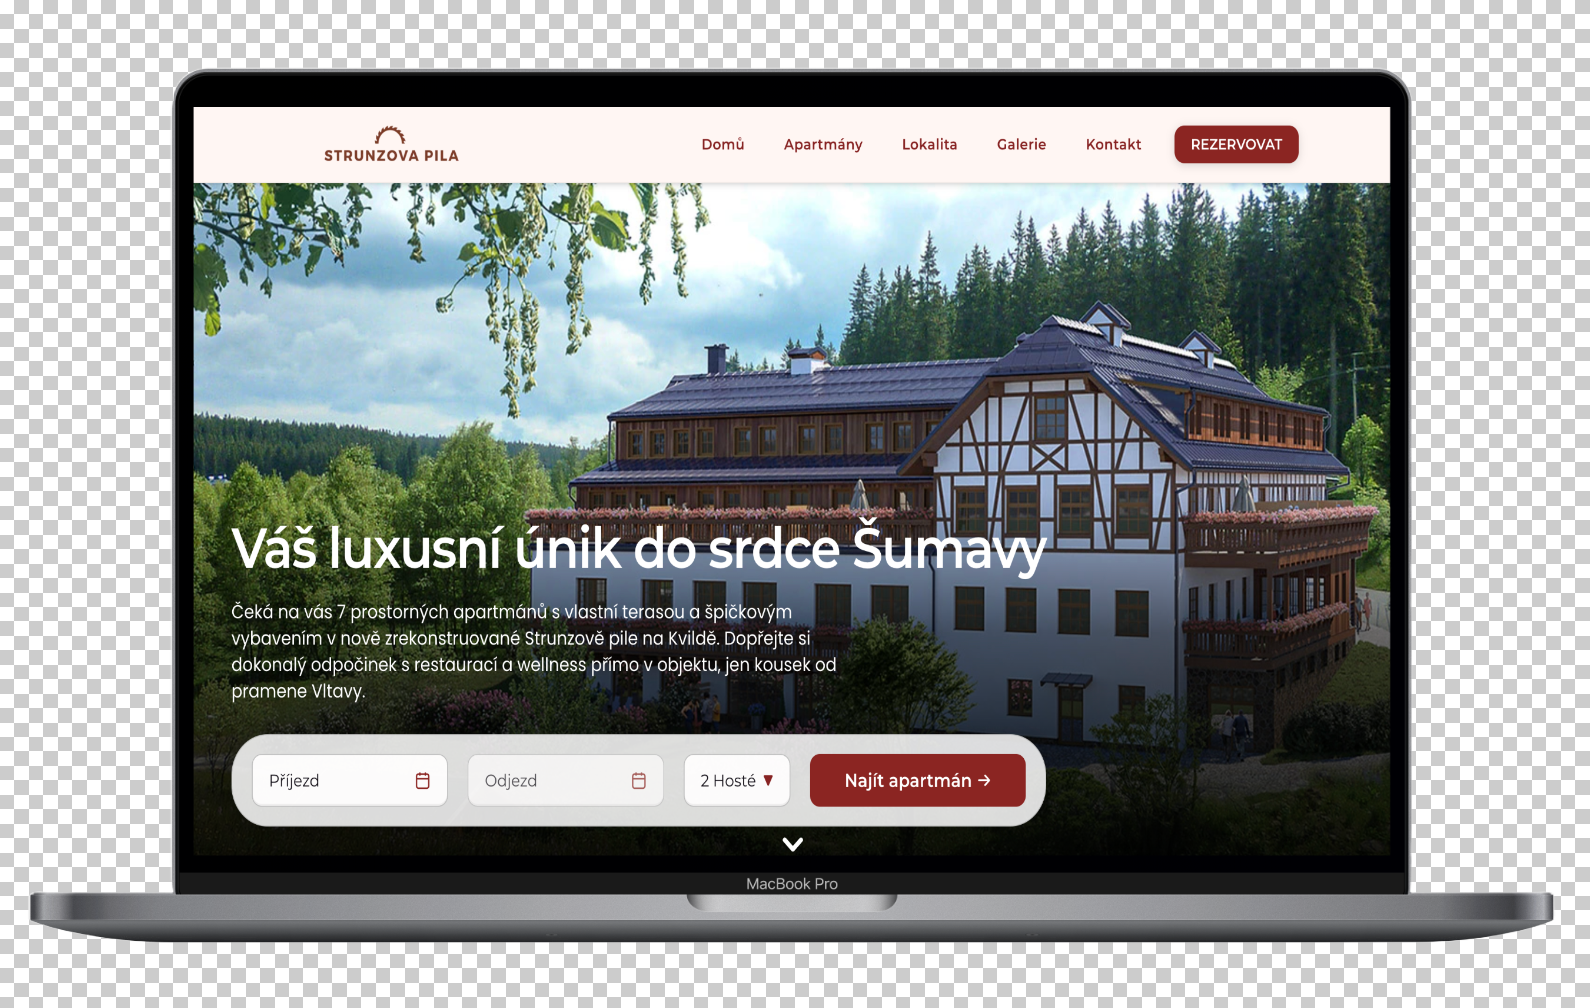 STRUNZOVA PILA
Domů
Apartmány
Lokalita
Galerie
Kontakt
REZERVOVAT
Váš luxusní únik do srdce Šumavy
Čeká na vás 7 prostorných apartmánů s vlastní terasou a špičkovým
vybavením v nově zrekonstruované Strunzově pile na Kvildě. Dopřejte si
dokonalý odpočinek s restaurací a wellness přímo v objektu, jen kousek od
pramene Vltavy.
Příjezd
Odjezd
2 Hosté
Najít apartmán →
MacBook Pro